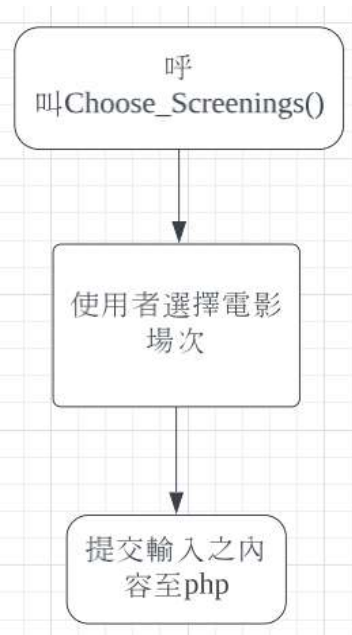 呼
叫Choose_Screenings()
使用者選擇電影
場次
提交輸入之內
容至php